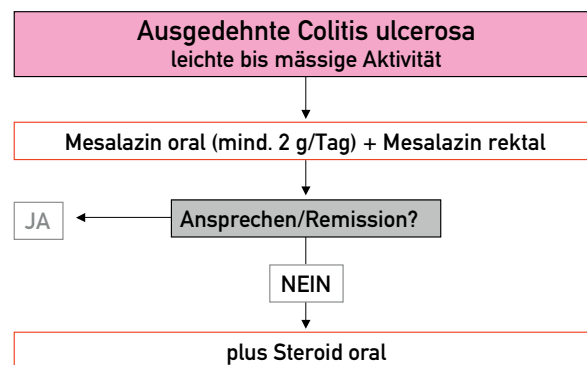 Ausgedehnte Colitis ulcerosa
leichte bis mässige Aktivität
Mesalazin oral (mind. 2 g/Tag) + Mesalazin rektal
JA
Ansprechen/Remission?
NEIN
plus Steroid oral